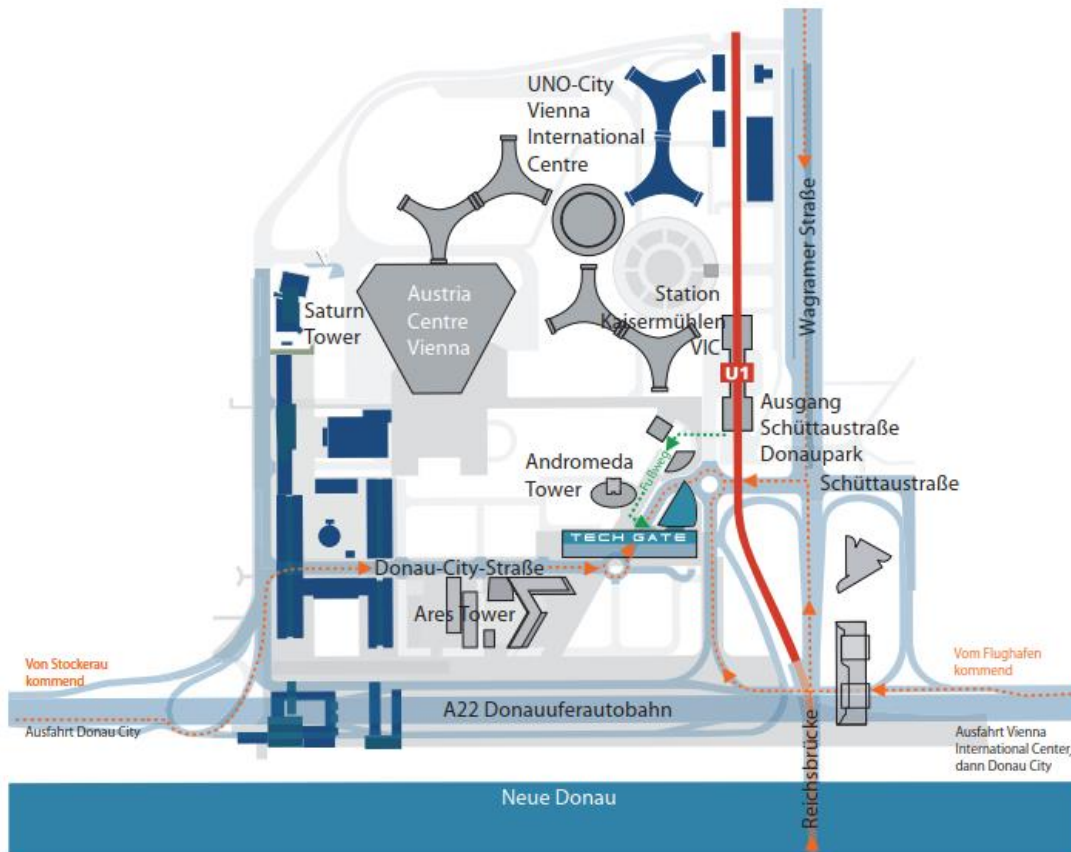 UNO-City
Vienna
International
Centre
Wagramer Straße
Austria
Centre
Vienna
Saturn
Tower
Station
Kaisermühlen
VIC
U1
Ausgang
Schüttaustraße
Donaupark
Andromeda
Tower
Fußweg
Schüttaustraße
TECH GATE
Donau-City-Straße
Ares Tower
Von Stockerau
kommend
Vom Flughafen
kommend
A22 Donauuferautobahn
Ausfahrt Donau City
Ausfahrt Vienna
International Center,
dann Donau City
Reichsbrücke
Neue Donau